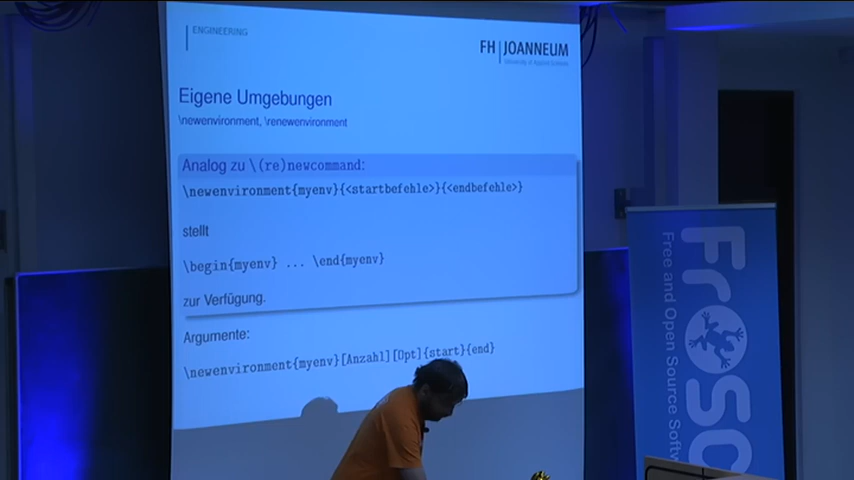 ENGINEERING
FH JOANNEUM
University of Applied Sciences
Eigene Umgebungen
\newenvironment, \renewenvironment
Analog zu \(re)newcommand:
\newenvironment{myenv}{<startbefehle>}{<endbefehle>}
stellt
\begin{myenv} ... \end{myenv}
zur Verfügung.
Argumente:
\newenvironment{myenv}[Anzahl][Opt]{start}{end}
FrOSC
Free and Open Source Softw